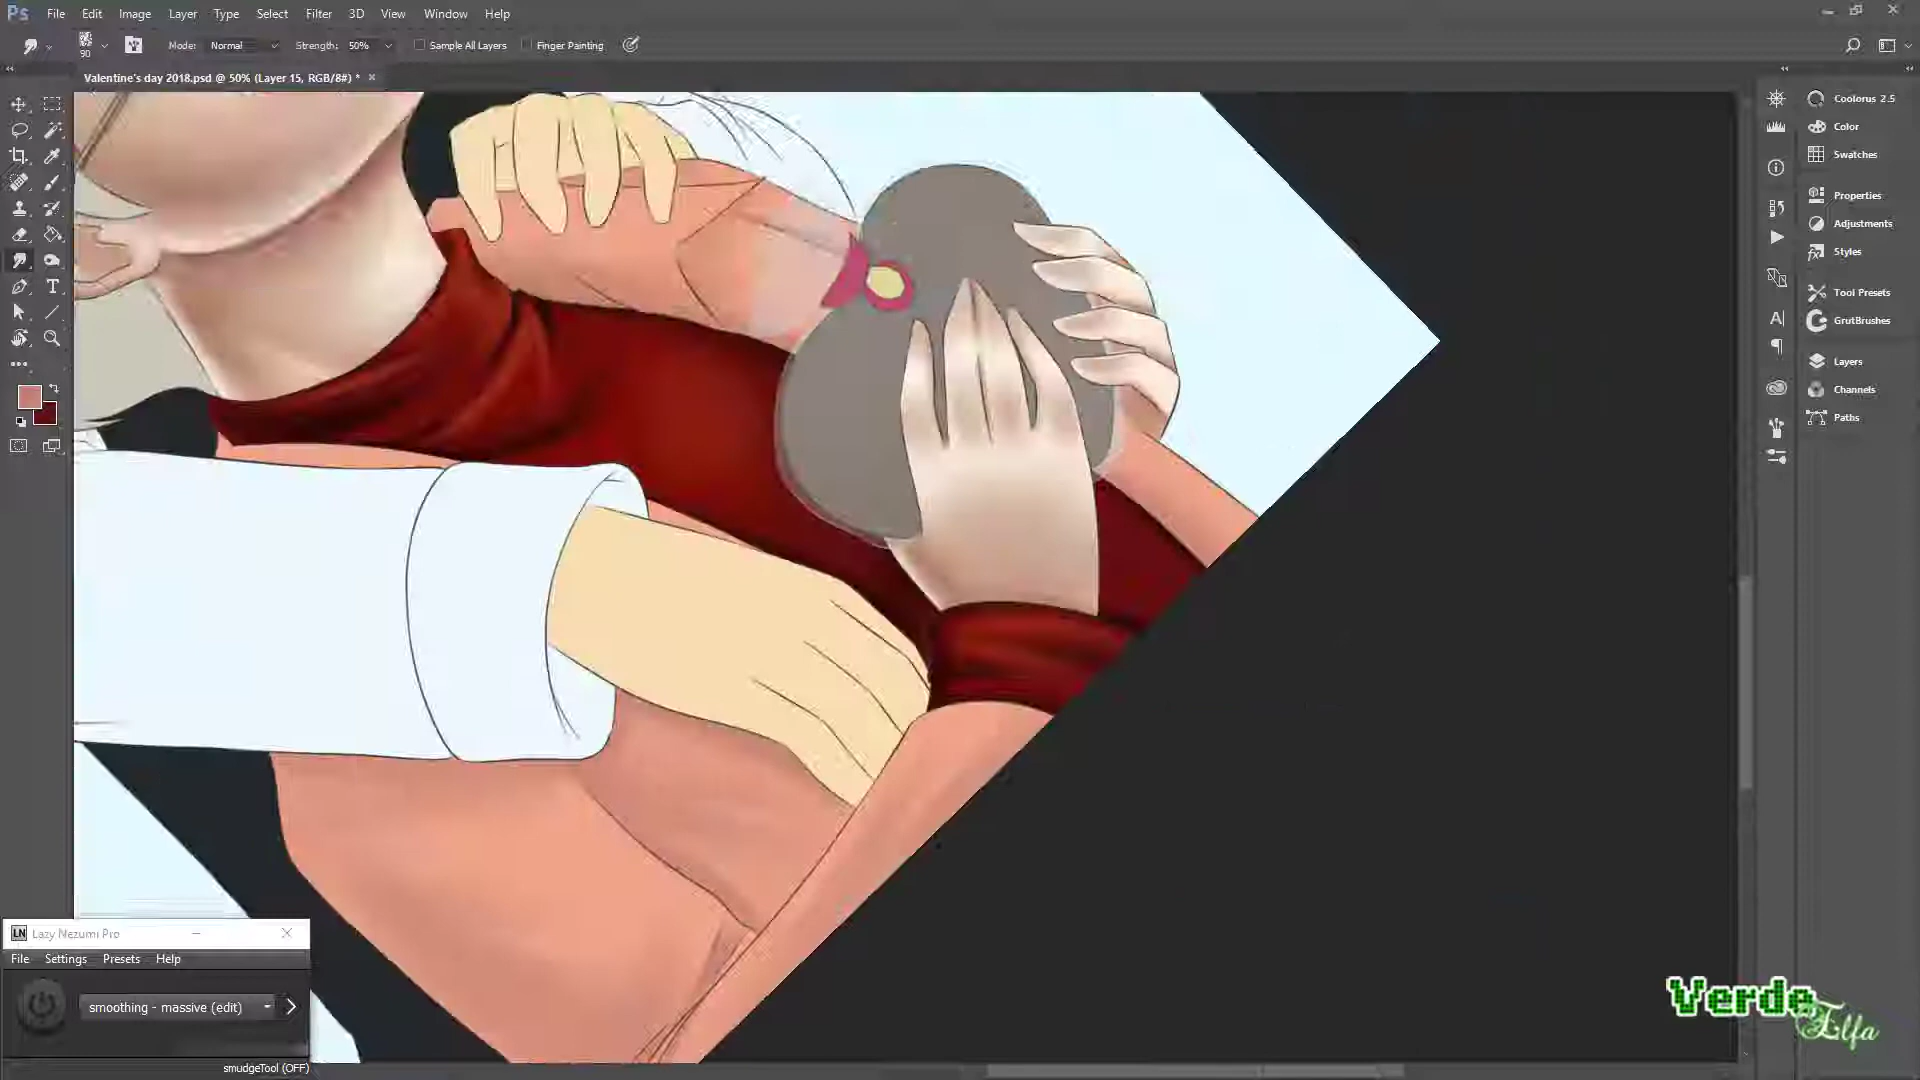 Ps File Edit Image Layer Type Select Filter 3D View Window Help
90 Mode: Normal Strength: 50% Sample All Layers Finger Painting
Valentine's day 2018.psd @ 50% (Layer 15, RGB/8#) *
Coolorus 2.5
Color
Swatches
Properties
Adjustments
Styles
Tool Presets
GrutBrushes
Layers
Channels
Paths
LN Lazy Nezumi Pro
File Settings Presets Help
smoothing - massive (edit)
smudgeTool (OFF)
Verde
Elfa